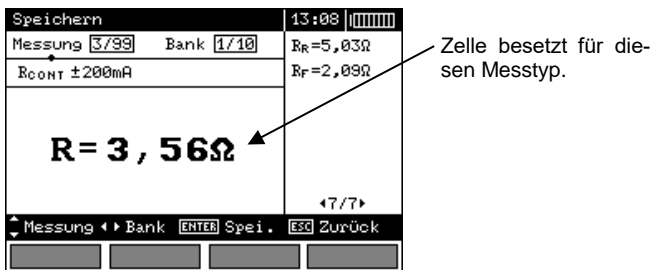 Speichern 13:08
Messung 3/99 Bank 1/10
RCONT ±200mA
R=3,56Ω
RR=5,03Ω
RF=2,09Ω
7/7
Messung Bank ENTER Spei. ESC Zurück
Zelle besetzt für die-
sen Messtyp.